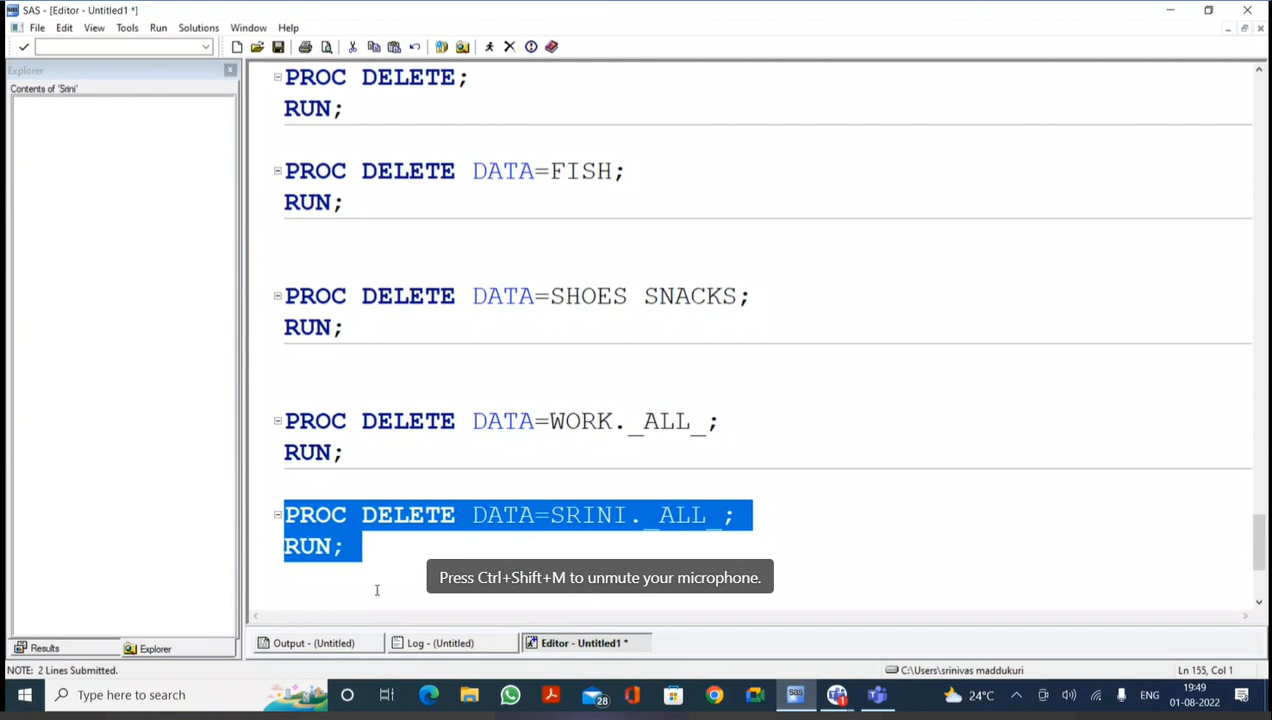 SAS - [Editor - Untitled1 *]
File Edit View Tools Run Solutions Window Help
Explorer
Contents of 'Srini'
PROC DELETE;
RUN;
PROC DELETE DATA=FISH;
RUN;
PROC DELETE DATA=SHOES SNACKS;
RUN;
PROC DELETE DATA=WORK._ALL_;
RUN;
PROC DELETE DATA=SRINI._ALL_;
RUN;
Press Ctrl+Shift+M to unmute your microphone.
Results Explorer
Output - (Untitled) Log - (Untitled) Editor - Untitled1 *
NOTE: 2 Lines Submitted. C:\Users\srinivas maddukuri Ln 155, Col 1
Type here to search 28 sas 1 24°C ENG 19:49
01-08-2022